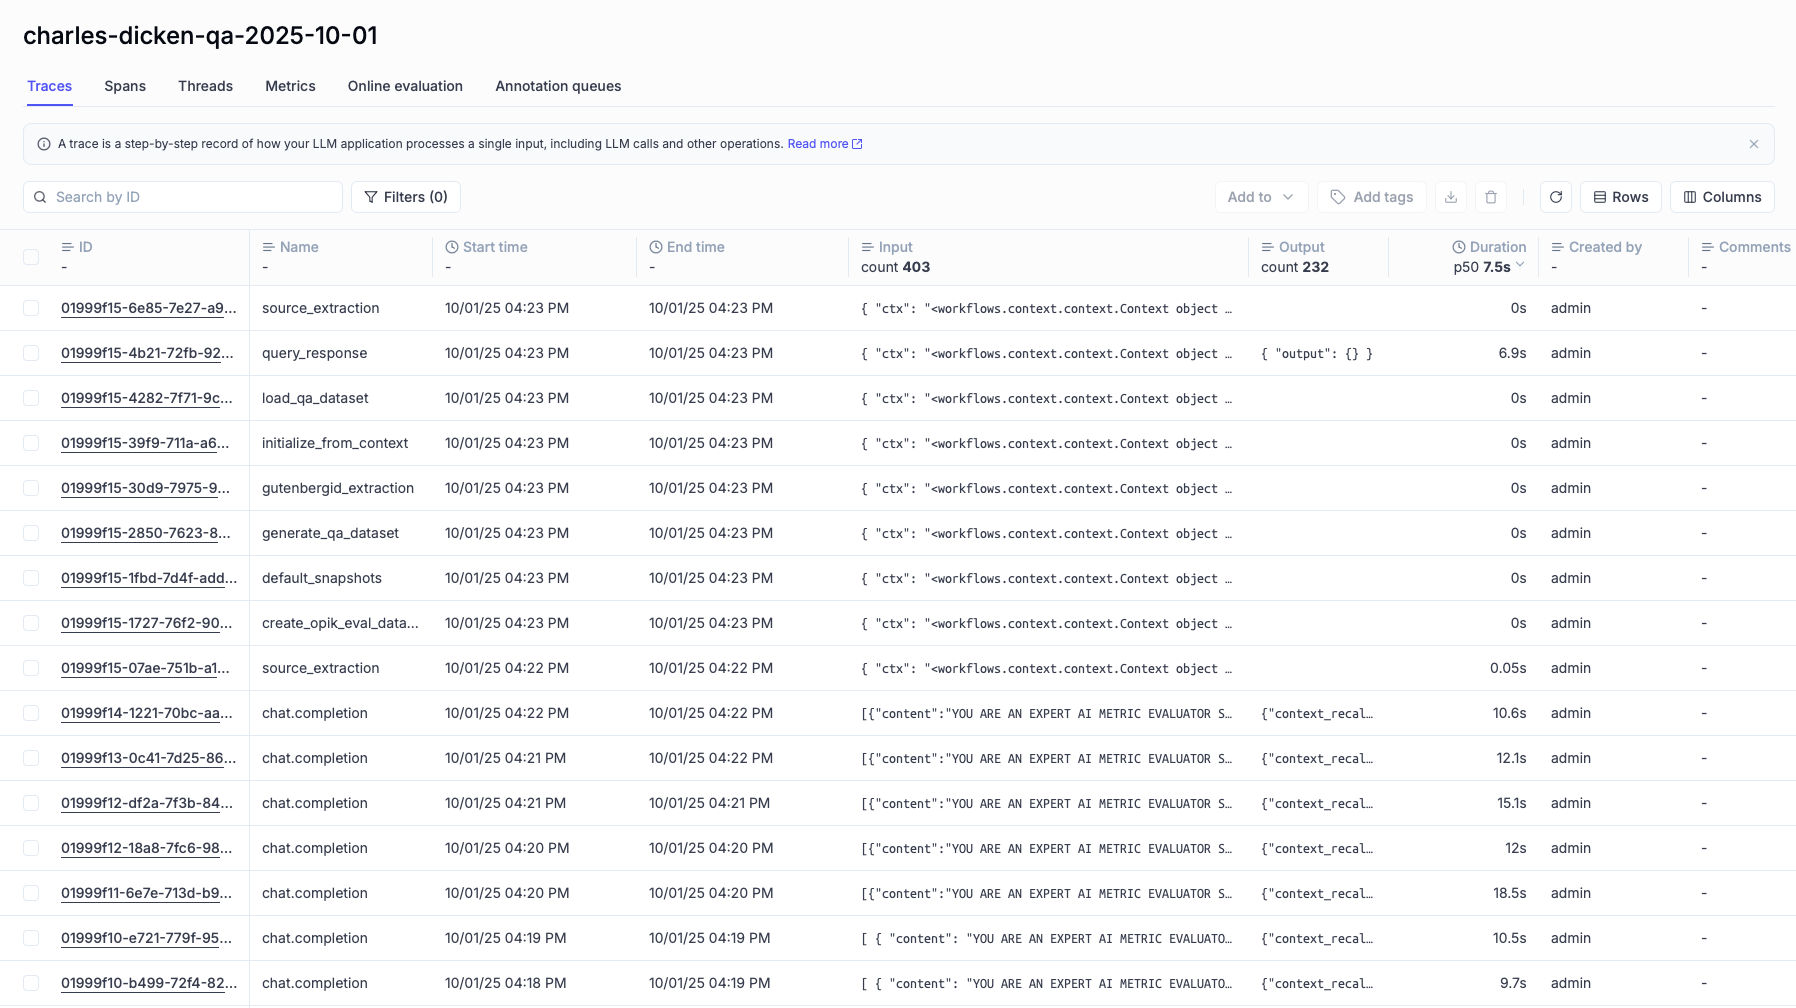 charles-dicken-qa-2025-10-01
Traces Spans Threads Metrics Online evaluation Annotation queues
A trace is a step-by-step record of how your LLM application processes a single input, including LLM calls and other operations. Read more
Search by ID Filters (0) Add to Add tags Rows Columns
ID Name Start time End time Input Output Duration Created by Comments
- - - - count 403 count 232 p50 7.5s - -
01999f15-6e85-7e27-a9... source_extraction 10/01/25 04:23 PM 10/01/25 04:23 PM { "ctx": "<workflows.context.context.Context object … 0s admin -
01999f15-4b21-72fb-92... query_response 10/01/25 04:23 PM 10/01/25 04:23 PM { "ctx": "<workflows.context.context.Context object … { "output": {} } 6.9s admin -
01999f15-4282-7f71-9c... load_qa_dataset 10/01/25 04:23 PM 10/01/25 04:23 PM { "ctx": "<workflows.context.context.Context object … 0s admin -
01999f15-39f9-711a-a6... initialize_from_context 10/01/25 04:23 PM 10/01/25 04:23 PM { "ctx": "<workflows.context.context.Context object … 0s admin -
01999f15-30d9-7975-9... gutenbergid_extraction 10/01/25 04:23 PM 10/01/25 04:23 PM { "ctx": "<workflows.context.context.Context object … 0s admin -
01999f15-2850-7623-8... generate_qa_dataset 10/01/25 04:23 PM 10/01/25 04:23 PM { "ctx": "<workflows.context.context.Context object … 0s admin -
01999f15-1fbd-7d4f-add... default_snapshots 10/01/25 04:23 PM 10/01/25 04:23 PM { "ctx": "<workflows.context.context.Context object … 0s admin -
01999f15-1727-76f2-90... create_opik_eval_data... 10/01/25 04:23 PM 10/01/25 04:23 PM { "ctx": "<workflows.context.context.Context object … 0s admin -
01999f15-07ae-751b-a1... source_extraction 10/01/25 04:22 PM 10/01/25 04:22 PM { "ctx": "<workflows.context.context.Context object … 0.05s admin -
01999f14-1221-70bc-aa... chat.completion 10/01/25 04:22 PM 10/01/25 04:22 PM [{"content":"YOU ARE AN EXPERT AI METRIC EVALUATOR S… {"context_recal… 10.6s admin -
01999f13-0c41-7d25-86... chat.completion 10/01/25 04:21 PM 10/01/25 04:22 PM [{"content":"YOU ARE AN EXPERT AI METRIC EVALUATOR S… {"context_recal… 12.1s admin -
01999f12-df2a-7f3b-84... chat.completion 10/01/25 04:21 PM 10/01/25 04:21 PM [{"content":"YOU ARE AN EXPERT AI METRIC EVALUATOR S… {"context_recal… 15.1s admin -
01999f12-18a8-7fc6-98... chat.completion 10/01/25 04:20 PM 10/01/25 04:20 PM [{"content":"YOU ARE AN EXPERT AI METRIC EVALUATOR S… {"context_recal… 12s admin -
01999f11-6e7e-713d-b9... chat.completion 10/01/25 04:20 PM 10/01/25 04:20 PM [{"content":"YOU ARE AN EXPERT AI METRIC EVALUATOR S… {"context_recal… 18.5s admin -
01999f10-e721-779f-95... chat.completion 10/01/25 04:19 PM 10/01/25 04:19 PM [ { "content": "YOU ARE AN EXPERT AI METRIC EVALUATO… {"context_recal… 10.5s admin -
01999f10-b499-72f4-82... chat.completion 10/01/25 04:18 PM 10/01/25 04:19 PM [ { "content": "YOU ARE AN EXPERT AI METRIC EVALUATO… {"context_recal… 9.7s admin -